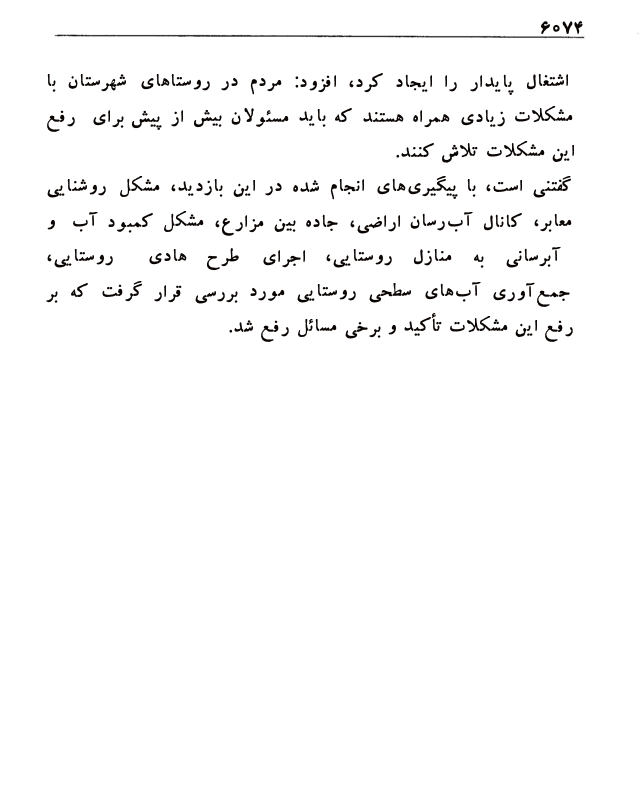 ۶۰۷۴
اشتغال پایدار را ایجاد کرد، افزود: مردم در روستاهای شهرستان با
مشکلات زیادی همراه هستند که باید مسئولان بیش از پیش برای رفع
این مشکلات تلاش کنند.
گفتنی است، با پیگیری‌های انجام شده در این بازدید، مشکل روشنایی
معابر، کانال آب‌رسان اراضی، جاده بین مزارع، مشکل کمبود آب و
آبرسانی به منازل روستایی، اجرای طرح هادی روستایی،
جمع‌آوری آب‌های سطحی روستایی مورد بررسی قرار گرفت که بر
رفع این مشکلات تأکید و برخی مسائل رفع شد.